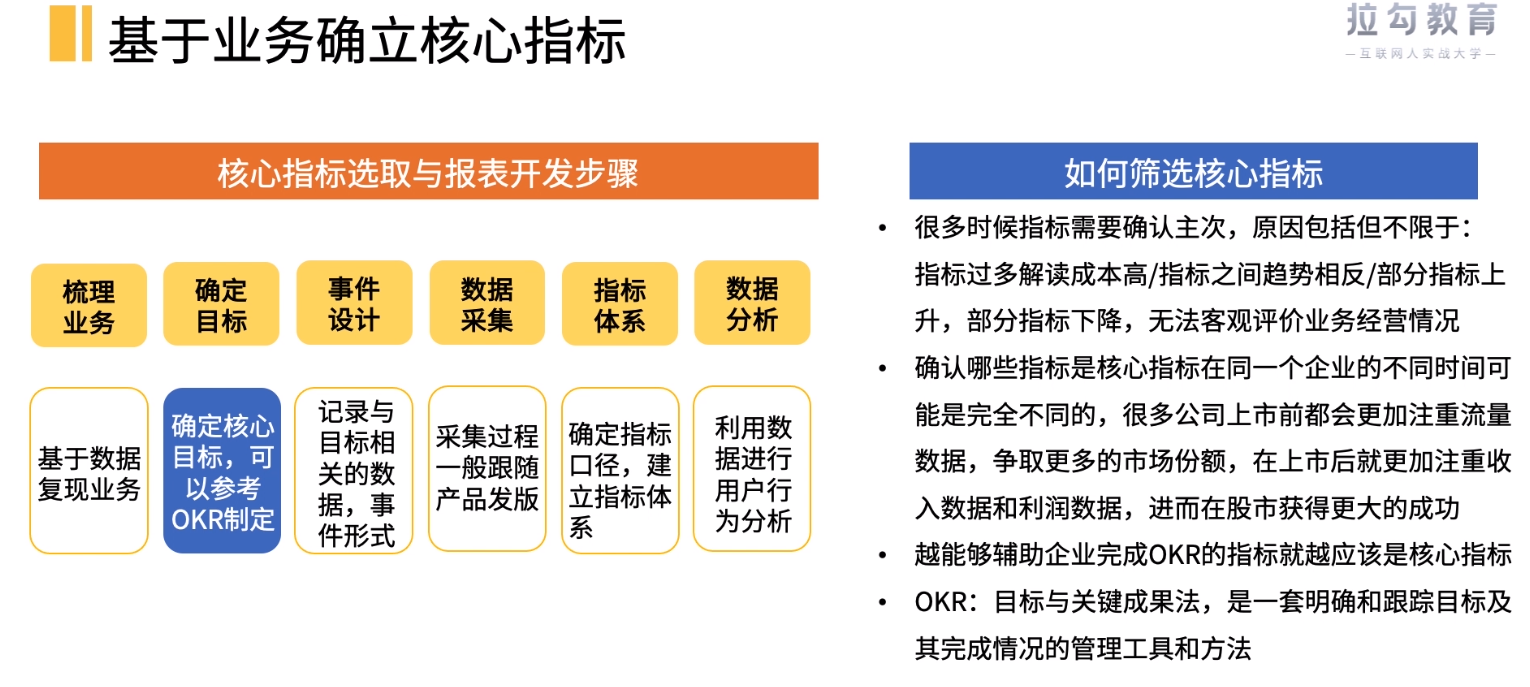 基于业务确立核心指标
拉勾教育
—互联网人实战大学—
核心指标选取与报表开发步骤
梳理
业务
确定
目标
事件
设计
数据
采集
指标
体系
数据
分析
基于数据
复现业务
确定核心
目标，可
以参考
OKR制定
记录与
目标相
关的数
据，事
件形式
采集过程
一般跟随
产品发版
确定指标
口径，建
立指标体
系
利用数
据进行
用户行
为分析
如何筛选核心指标
• 很多时候指标需要确认主次，原因包括但不限于：
指标过多解读成本高/指标之间趋势相反/部分指标上
升，部分指标下降，无法客观评价业务经营情况
• 确认哪些指标是核心指标在同一个企业的不同时间可
能是完全不同的，很多公司上市前都会更加注重流量
数据，争取更多的市场份额，在上市后就更加注重收
入数据和利润数据，进而在股市获得更大的成功
• 越能够辅助企业完成OKR的指标就越应该是核心指标
• OKR：目标与关键成果法，是一套明确和跟踪目标及
其完成情况的管理工具和方法